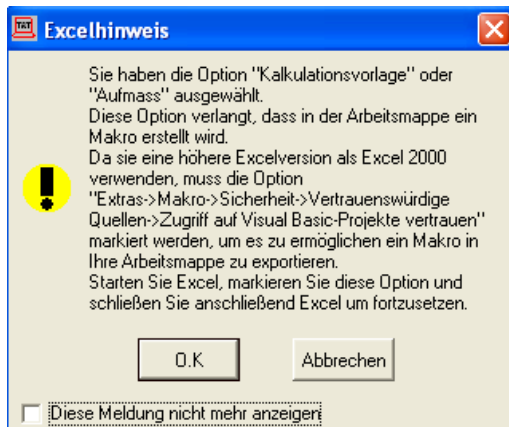 Excelhinweis
Sie haben die Option "Kalkulationsvorlage" oder
"Aufmass" ausgewählt.
Diese Option verlangt, dass in der Arbeitsmappe ein
Makro erstellt wird.
Da sie eine höhere Excelversion als Excel 2000
verwenden, muss die Option
"Extras->Makro->Sicherheit->Vertrauenswürdige
Quellen->Zugriff auf Visual Basic-Projekte vertrauen"
markiert werden, um es zu ermöglichen ein Makro in
Ihre Arbeitsmappe zu exportieren.
Starten Sie Excel, markieren Sie diese Option und
schließen Sie anschließend Excel um fortzusetzen.
O.K Abbrechen
Diese Meldung nicht mehr anzeigen